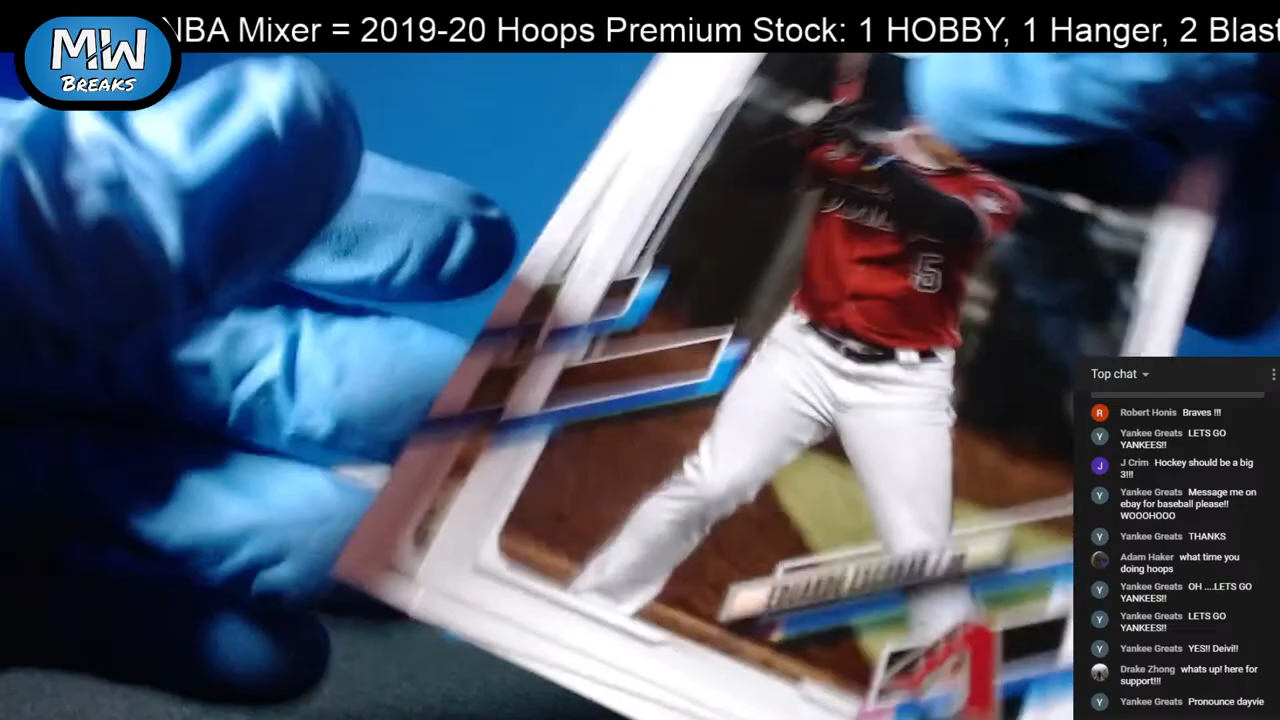 NBA Mixer = 2019-20 Hoops Premium Stock: 1 HOBBY, 1 Hanger, 2 Blast
MW
BREAKS
5
EDUARDO ESCOBAR
Top chat
Robert Honis Braves !!!
Yankee Greats LETS GO
YANKEES!!
J Crim Hockey should be a big
3!!!
Yankee Greats Message me on
ebay for baseball please!!
WOOOHOOO
Yankee Greats THANKS
Adam Haker what time you
doing hoops
Yankee Greats OH ....LETS GO
YANKEES!!
Yankee Greats LETS GO
YANKEES!!
Yankee Greats YES!! Deivi!!
Drake Zhong whats up! here for
support!!!
Yankee Greats Pronounce dayvie